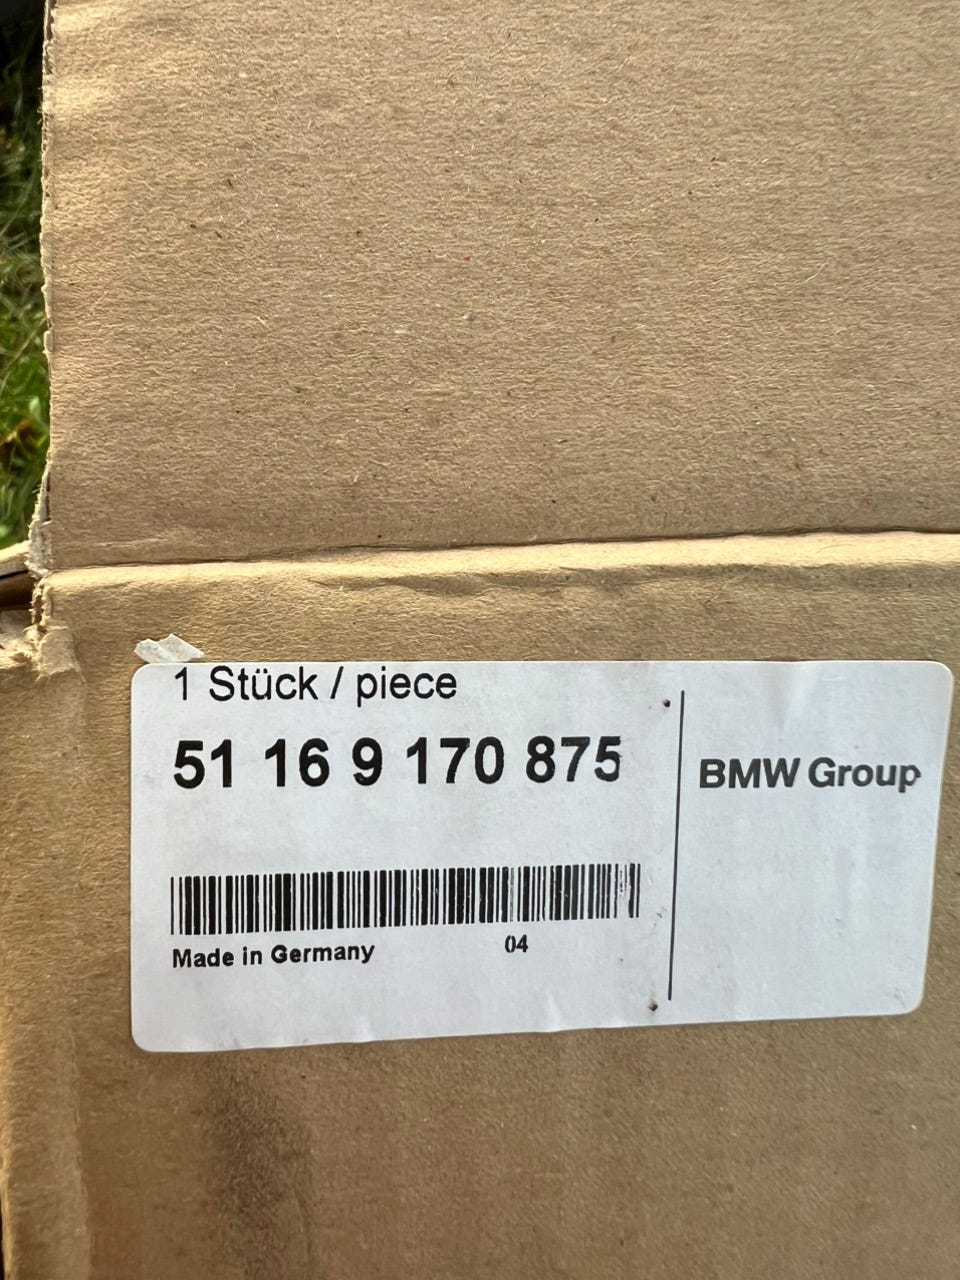 1 Stück / piece
51 16 9 170 875
BMW Group
Made in Germany 04